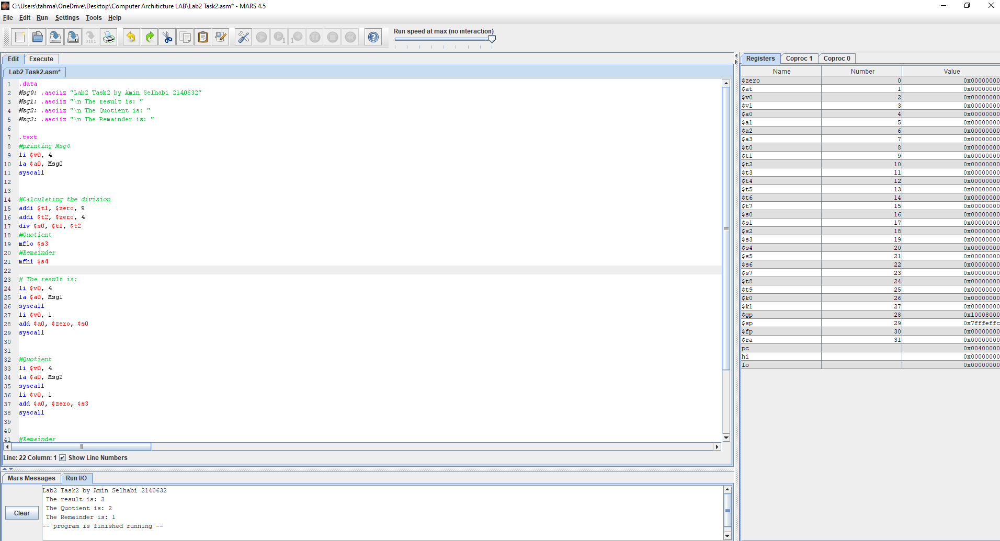 C:\Users\tahma\OneDrive\Desktop\Computer Architicture LAB\Lab2 Task2.asm* - MARS 4.5
File Edit Run Settings Tools Help
Run speed at max (no interaction)
Edit Execute
Lab2 Task2.asm*
1 .data
2 Msg0: .asciiz "Lab2 Task2 by Amin Selhabi 2140632"
3 Msg1: .asciiz "\n The result is: "
4 Msg2: .asciiz "\n The Quotient is: "
5 Msg3: .asciiz "\n The Remainder is: "
6
7 .text
8 #printing Msg0
9 li $v0, 4
10 la $a0, Msg0
11 syscall
12
13
14 #Calculating the division
15 addi $t1, $zero, 9
16 addi $t2, $zero, 4
17 div $s0, $t1, $t2
18 #Quotient
19 mflo $s3
20 #Remainder
21 mfhi $s4
22
23 # The result is:
24 li $v0, 4
25 la $a0, Msg1
26 syscall
27 li $v0, 1
28 add $a0, $zero, $s0
29 syscall
30
31
32 #Quotient
33 li $v0, 4
34 la $a0, Msg2
35 syscall
36 li $v0, 1
37 add $a0, $zero, $s3
38 syscall
39
40
41 #Remainder
Line: 22 Column: 1 Show Line Numbers
Mars Messages Run I/O
Clear
Lab2 Task2 by Amin Selhabi 2140632
The result is: 2
The Quotient is: 2
The Remainder is: 1
-- program is finished running --
Registers Coproc 1 Coproc 0
Name Number Value
$zero 0 0x00000000
$at 1 0x00000000
$v0 2 0x00000000
$v1 3 0x00000000
$a0 4 0x00000000
$a1 5 0x00000000
$a2 6 0x00000000
$a3 7 0x00000000
$t0 8 0x00000000
$t1 9 0x00000000
$t2 10 0x00000000
$t3 11 0x00000000
$t4 12 0x00000000
$t5 13 0x00000000
$t6 14 0x00000000
$t7 15 0x00000000
$s0 16 0x00000000
$s1 17 0x00000000
$s2 18 0x00000000
$s3 19 0x00000000
$s4 20 0x00000000
$s5 21 0x00000000
$s6 22 0x00000000
$s7 23 0x00000000
$t8 24 0x00000000
$t9 25 0x00000000
$k0 26 0x00000000
$k1 27 0x00000000
$gp 28 0x10008000
$sp 29 0x7fffeffc
$fp 30 0x00000000
$ra 31 0x00000000
pc 0x00400000
hi 0x00000000
lo 0x00000000